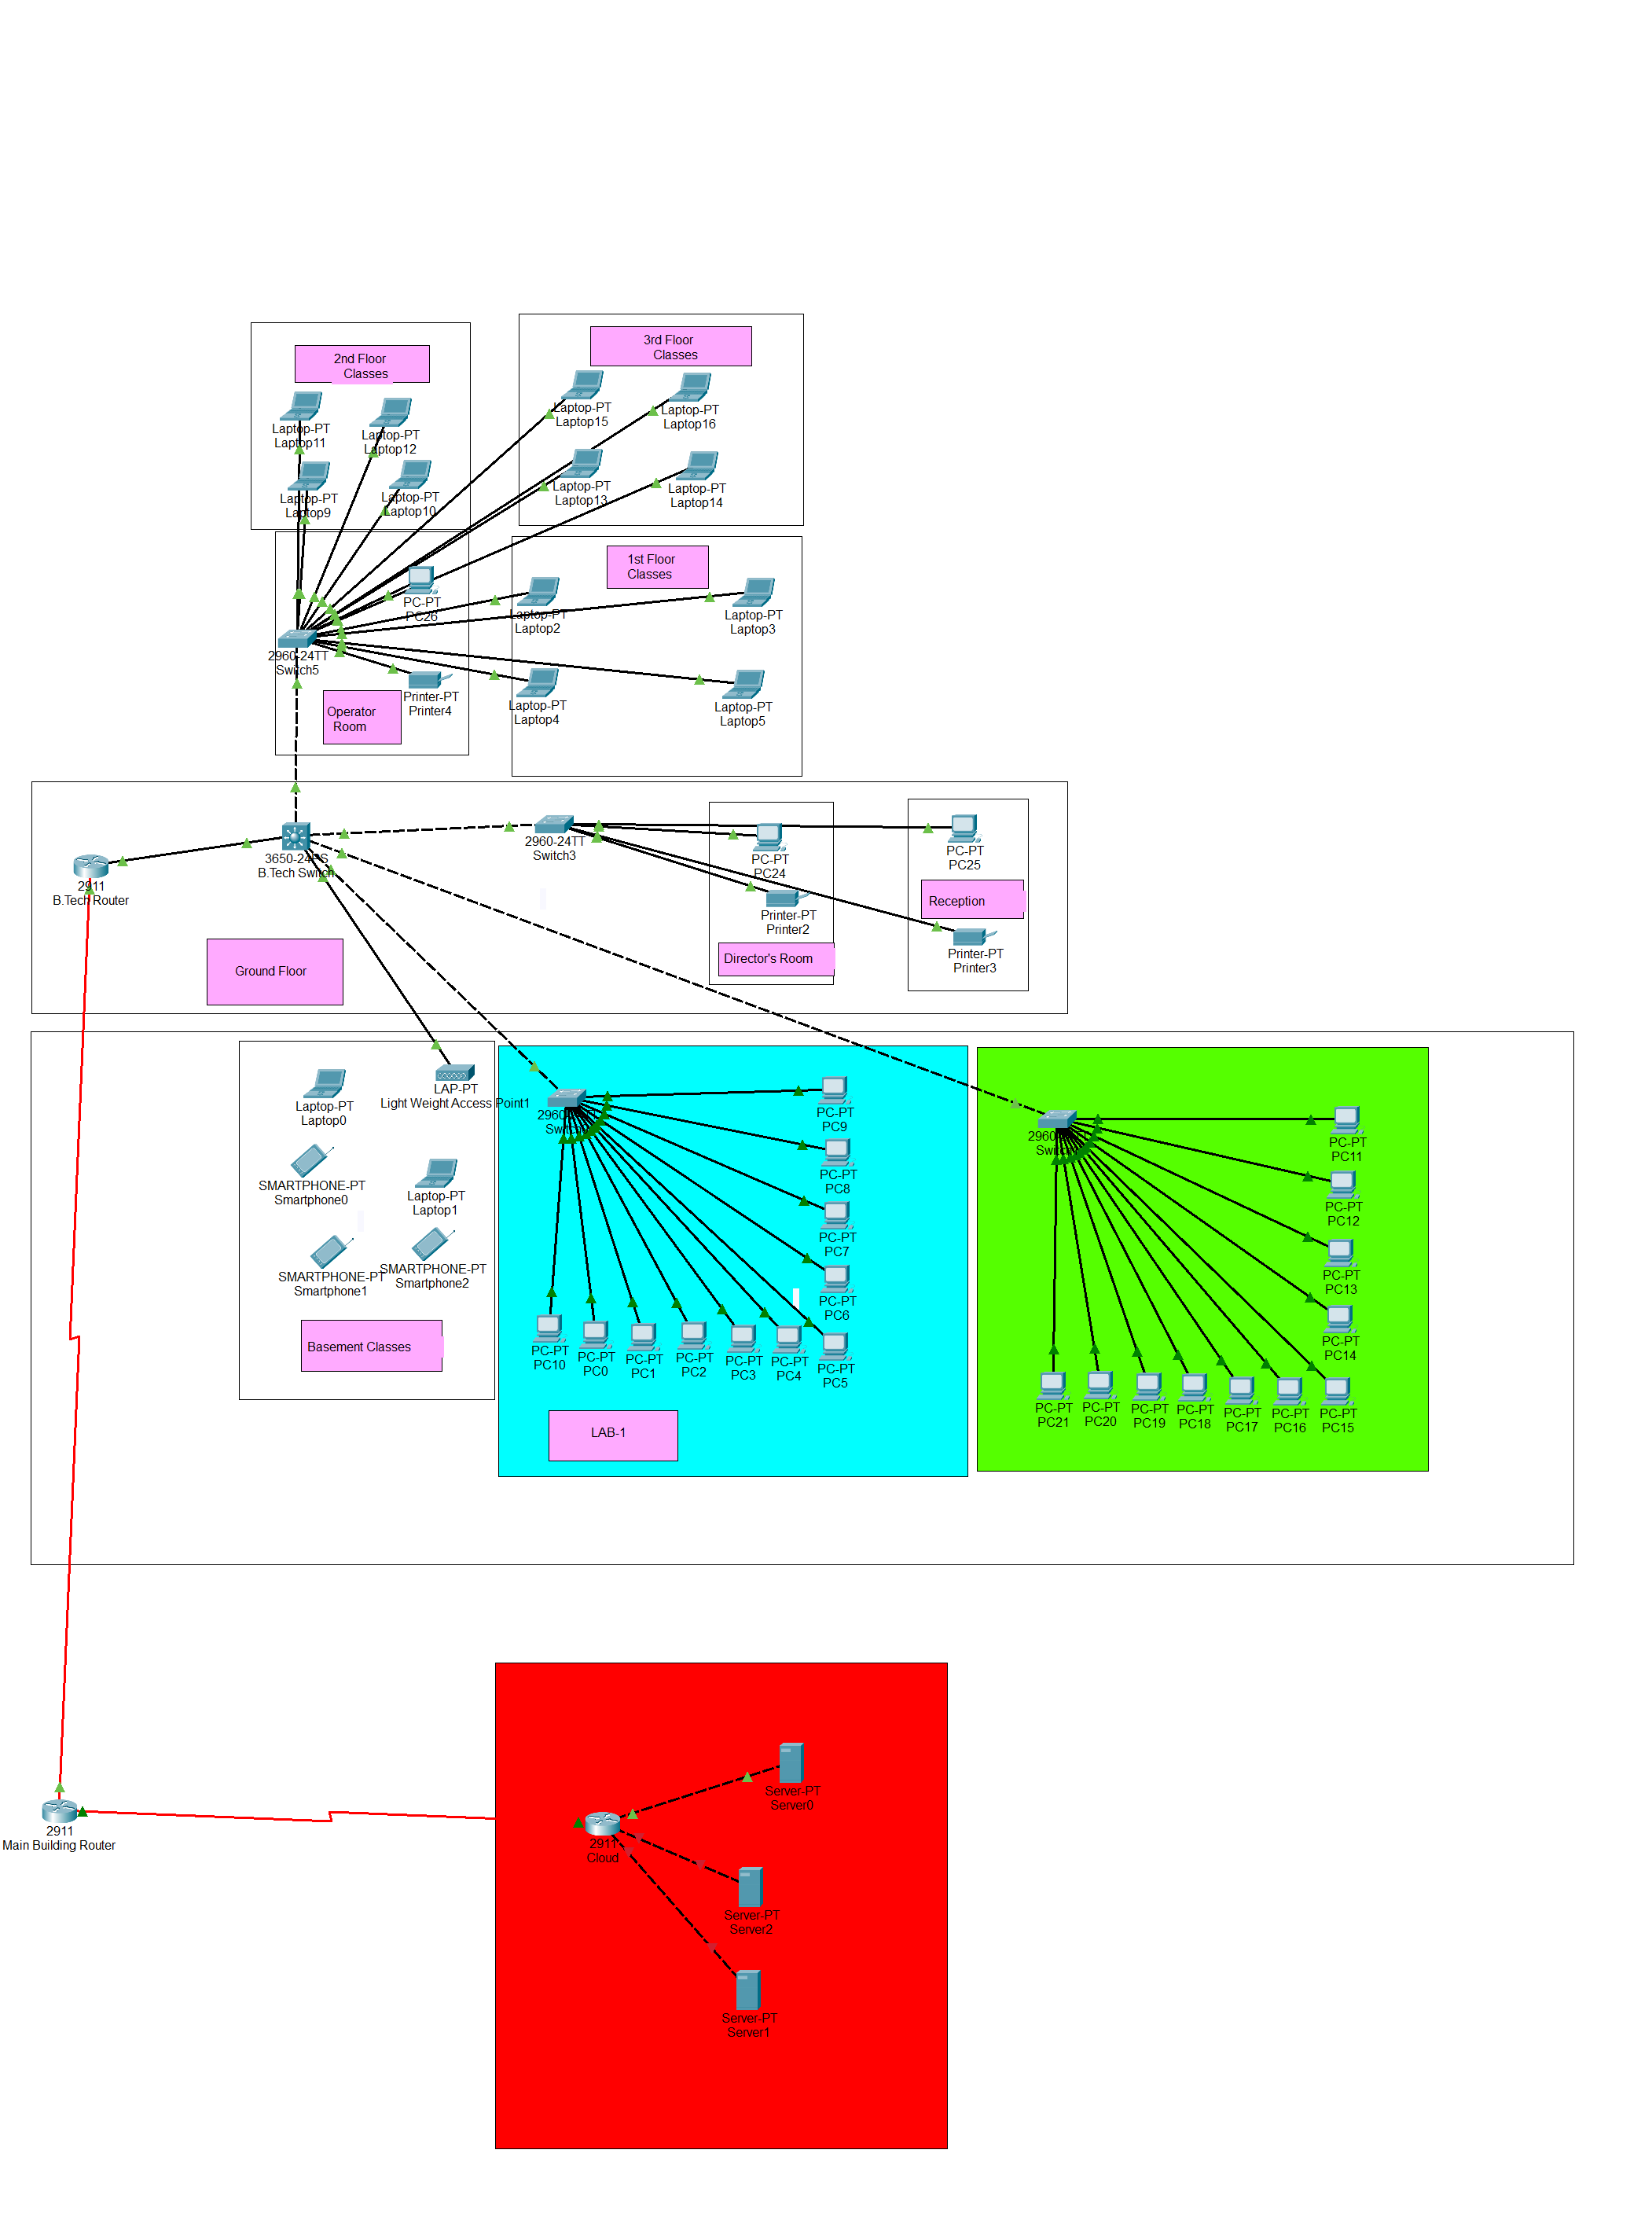 2nd Floor
Classes
3rd Floor
Classes
Laptop-PT
Laptop11
Laptop-PT
Laptop12
Laptop-PT
Laptop15
Laptop-PT
Laptop16
Laptop-PT
Laptop9
Laptop-PT
Laptop10
Laptop-PT
Laptop13
Laptop-PT
Laptop14
1st Floor
Classes
PC-PT
PC26
Laptop-PT
Laptop2
Laptop-PT
Laptop3
2960-24TT
Switch5
Printer-PT
Printer4
Laptop-PT
Laptop4
Laptop-PT
Laptop5
Operator
Room
2911
B.Tech Router
3650-24PS
B.Tech Switch
2960-24TT
Switch3
PC-PT
PC24
PC-PT
PC25
Reception
Printer-PT
Printer2
Director's Room
Printer-PT
Printer3
Ground Floor
Laptop-PT
Laptop0
LAP-PT
Light Weight Access Point1
SMARTPHONE-PT
Smartphone0
Laptop-PT
Laptop1
SMARTPHONE-PT
Smartphone1
SMARTPHONE-PT
Smartphone2
Basement Classes
PC-PT
PC9
PC-PT
PC8
PC-PT
PC7
PC-PT
PC6
PC-PT
PC10
PC-PT
PC0
PC-PT
PC1
PC-PT
PC2
PC-PT
PC3
PC-PT
PC4
PC-PT
PC5
LAB-1
PC-PT
PC11
PC-PT
PC12
PC-PT
PC13
PC-PT
PC14
PC-PT
PC21
PC-PT
PC20
PC-PT
PC19
PC-PT
PC18
PC-PT
PC17
PC-PT
PC16
PC-PT
PC15
2911
Main Building Router
2911
Cloud
Server-PT
Server0
Server-PT
Server2
Server-PT
Server1